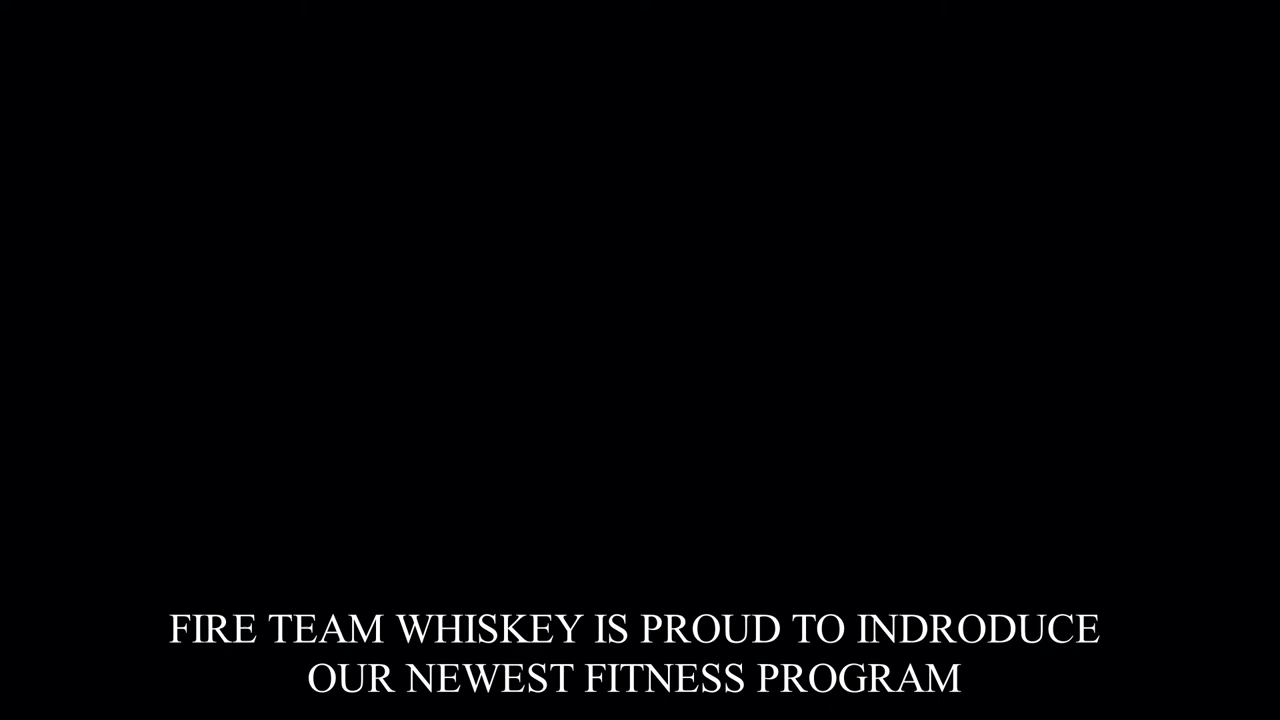 FIRE TEAM WHISKEY IS PROUD TO INDRODUCE
OUR NEWEST FITNESS PROGRAM